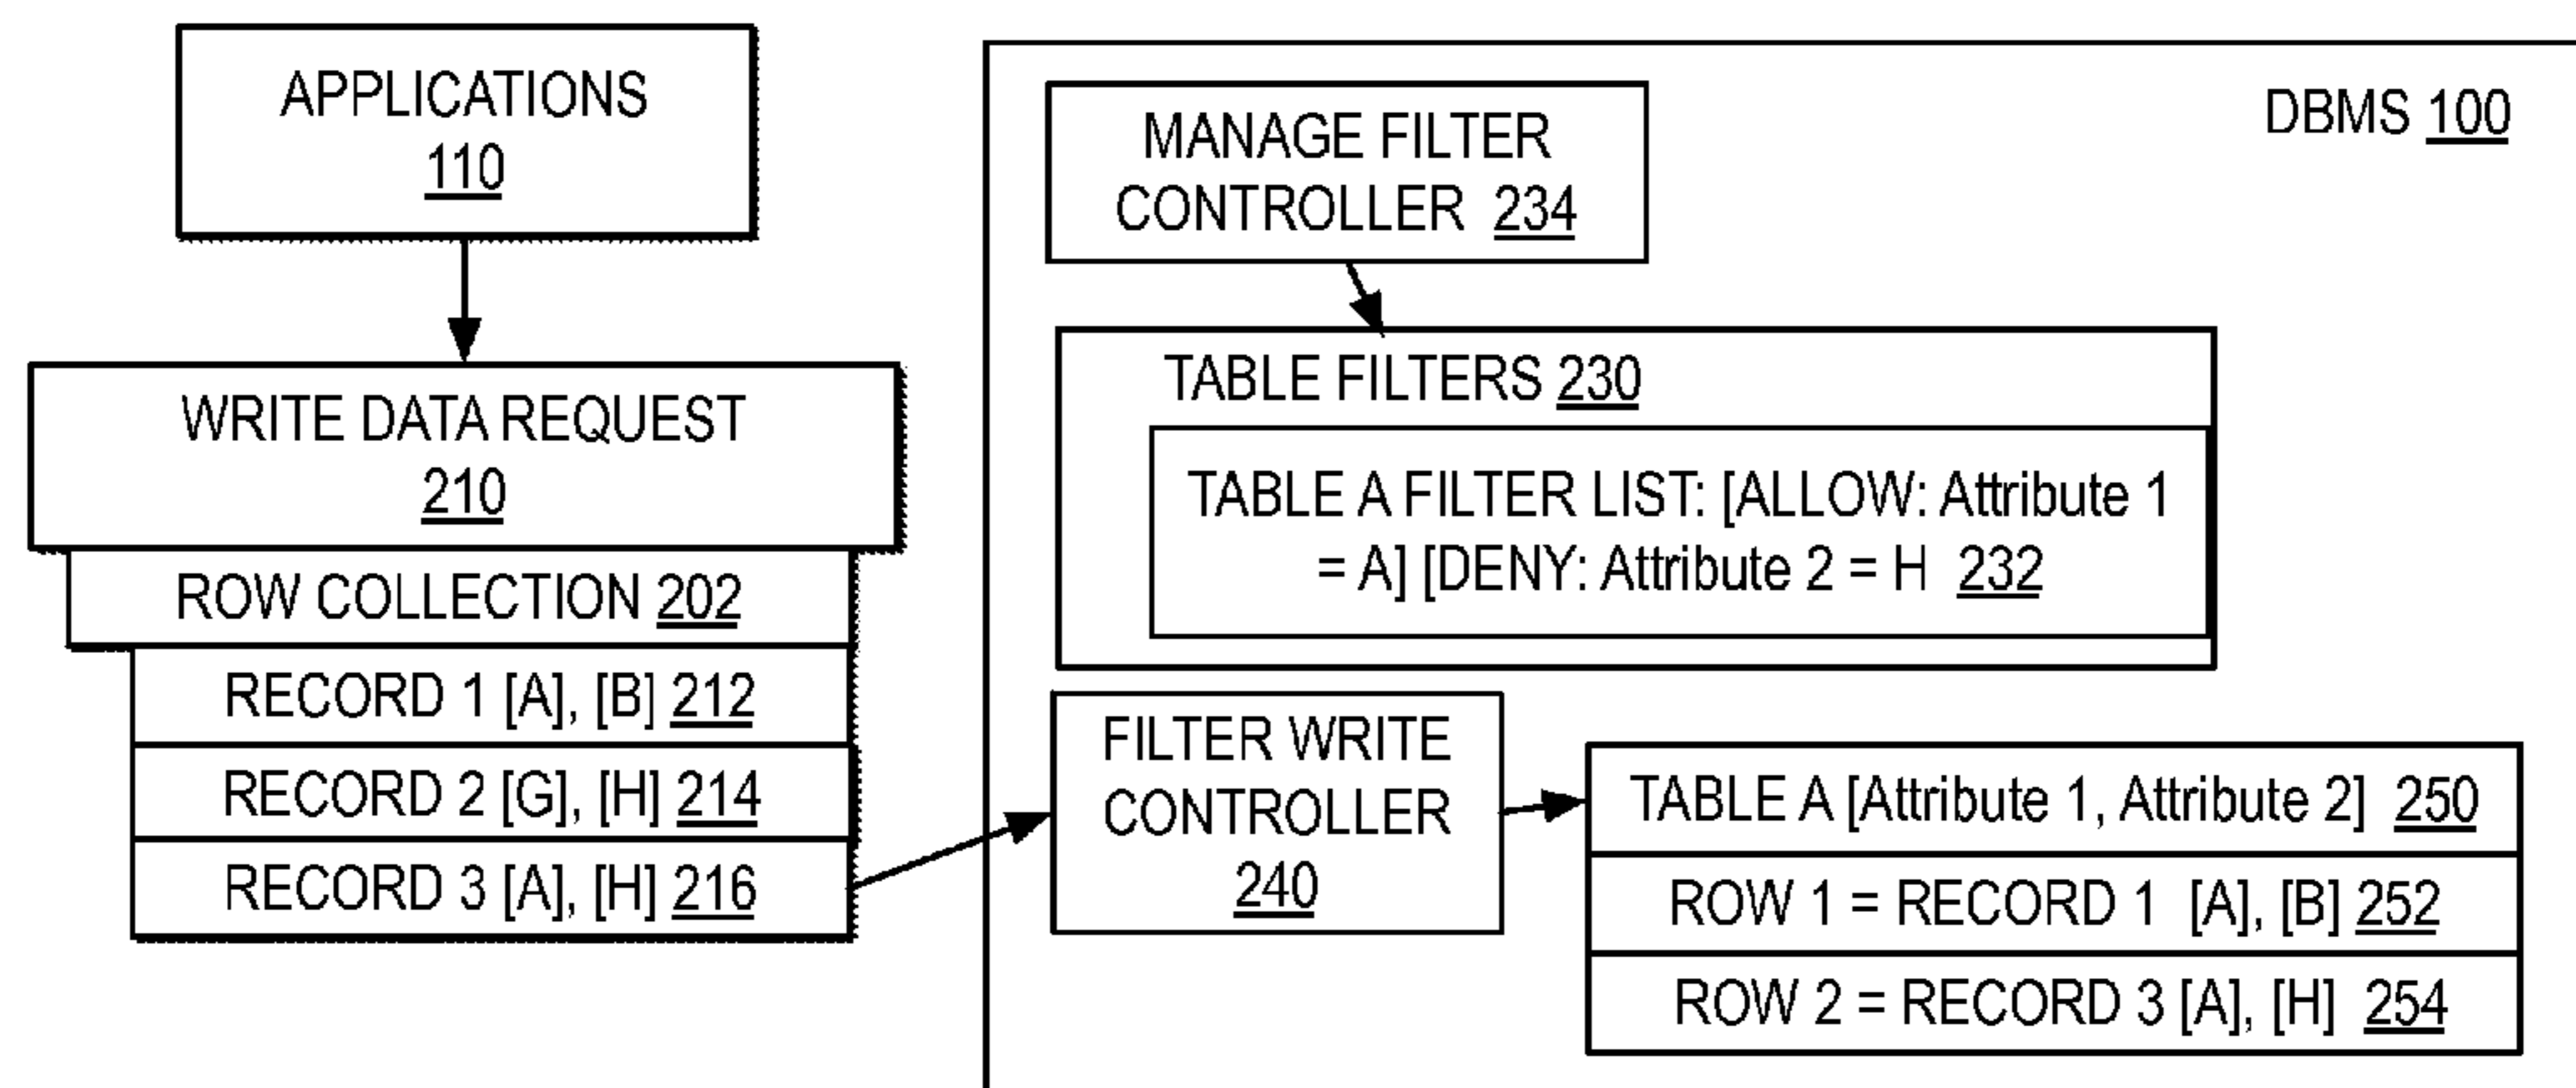 APPLICATIONS
110
WRITE DATA REQUEST
210
ROW COLLECTION 202
RECORD 1 [A], [B] 212
RECORD 2 [G], [H] 214
RECORD 3 [A], [H] 216
DBMS 100
MANAGE FILTER
CONTROLLER 234
TABLE FILTERS 230
TABLE A FILTER LIST: [ALLOW: Attribute 1
= A] [DENY: Attribute 2 = H 232
FILTER WRITE
CONTROLLER
240
TABLE A [Attribute 1, Attribute 2] 250
ROW 1 = RECORD 1 [A], [B] 252
ROW 2 = RECORD 3 [A], [H] 254